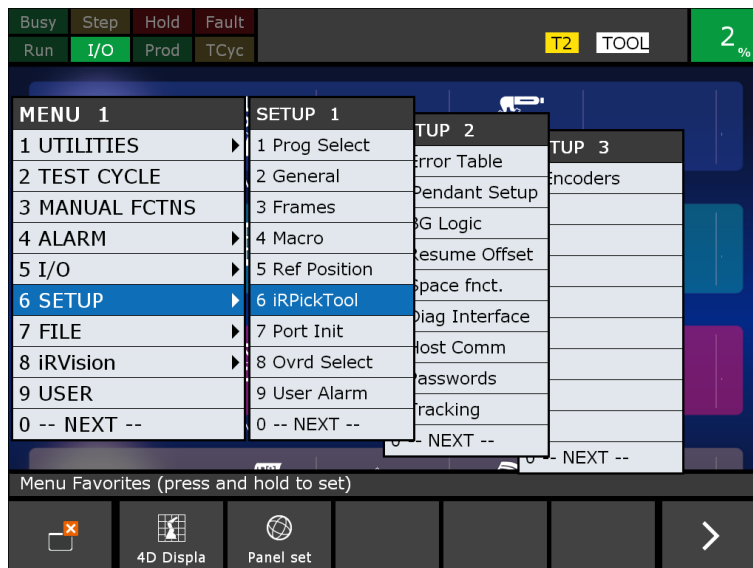 Busy Step Hold Fault
Run I/O Prod TCyc
T2 TOOL 2%
MENU 1
1 UTILITIES
2 TEST CYCLE
3 MANUAL FCTNS
4 ALARM
5 I/O
6 SETUP
7 FILE
8 iRVision
9 USER
0 -- NEXT --
SETUP 1
1 Prog Select
2 General
3 Frames
4 Macro
5 Ref Position
6 iRPickTool
7 Port Init
8 Ovrd Select
9 User Alarm
0 -- NEXT --
TUP 2
Error Table
Pendant Setup
BG Logic
Resume Offset
Space fnct.
Diag Interface
Host Comm
Passwords
Tracking
0 -- NEXT --
TUP 3
Encoders
0 -- NEXT --
Menu Favorites (press and hold to set)
4D Displa
Panel set